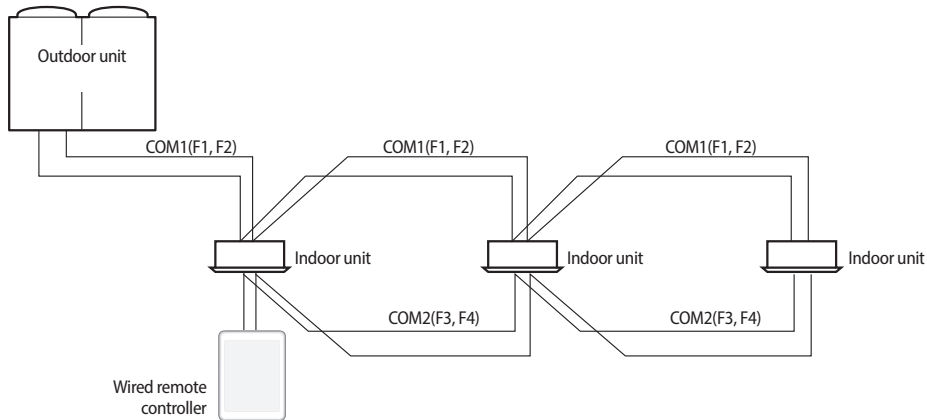 Outdoor unit
COM1(F1, F2)
COM1(F1, F2)
COM1(F1, F2)
Indoor unit
Indoor unit
Indoor unit
COM2(F3, F4)
COM2(F3, F4)
Wired remote
controller